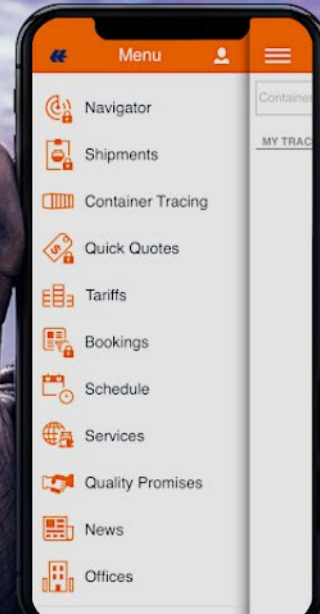 Menu
Navigator
Shipments
Container Tracing
Quick Quotes
Tariffs
Bookings
Schedule
Services
Quality Promises
News
Offices
Container
MY TRAC